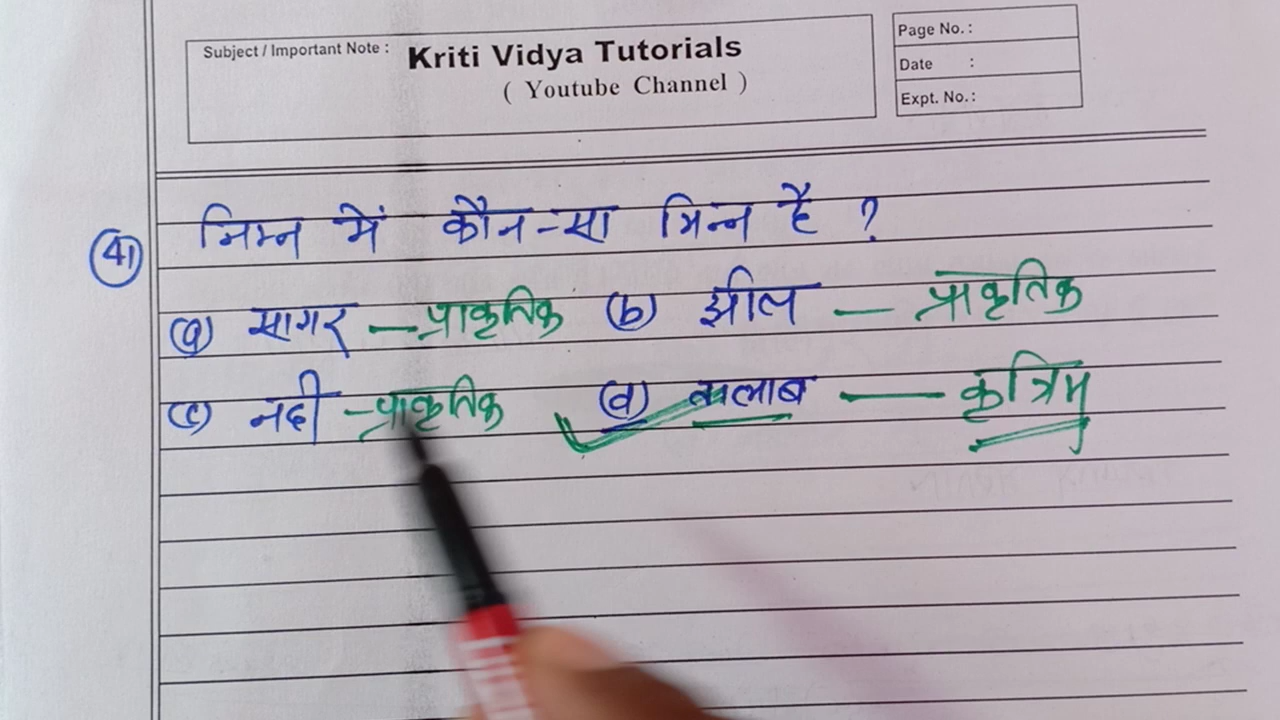 Subject / Important Note : Kriti Vidya Tutorials
( Youtube Channel )
Page No. :
Date :
Expt. No. :
41 निम्न में कौन-सा भिन्न है ?
(a) सागर — प्राकृतिक (b) झील — प्राकृतिक
(c) नदी - प्राकृतिक (d) तालाब — कृत्रिम